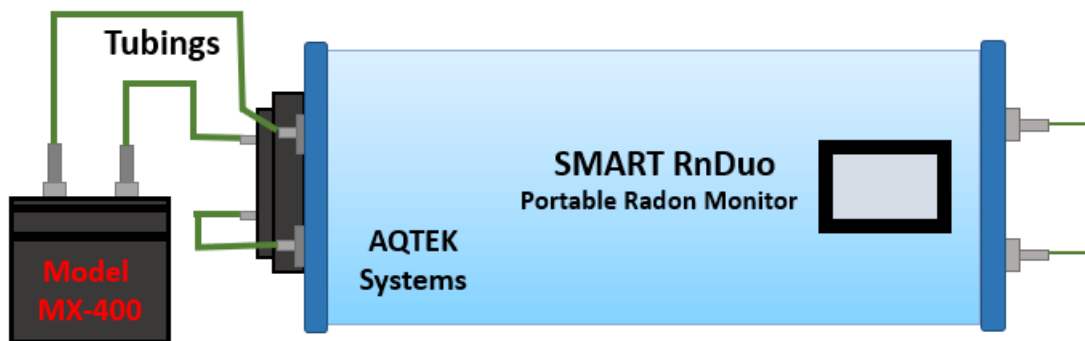 Tubings
SMART RnDuo
Portable Radon Monitor
AQTEK
Systems
Model
MX-400